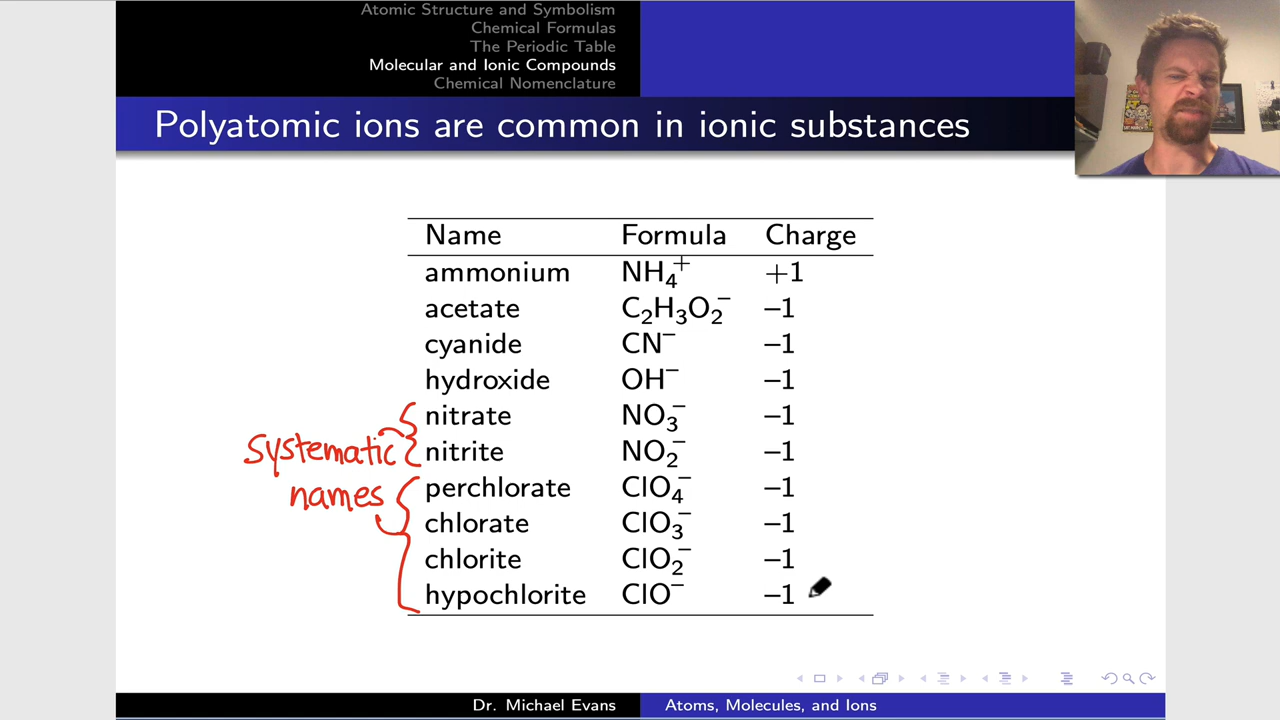 Atomic Structure and Symbolism
Chemical Formulas
The Periodic Table
Molecular and Ionic Compounds
Chemical Nomenclature
Polyatomic ions are common in ionic substances
Name Formula Charge
ammonium NH₄⁺ +1
acetate C₂H₃O₂⁻ –1
cyanide CN⁻ –1
hydroxide OH⁻ –1
nitrate NO₃⁻ –1
nitrite NO₂⁻ –1
perchlorate ClO₄⁻ –1
chlorate ClO₃⁻ –1
chlorite ClO₂⁻ –1
hypochlorite ClO⁻ –1
systematic
names
Dr. Michael Evans Atoms, Molecules, and Ions